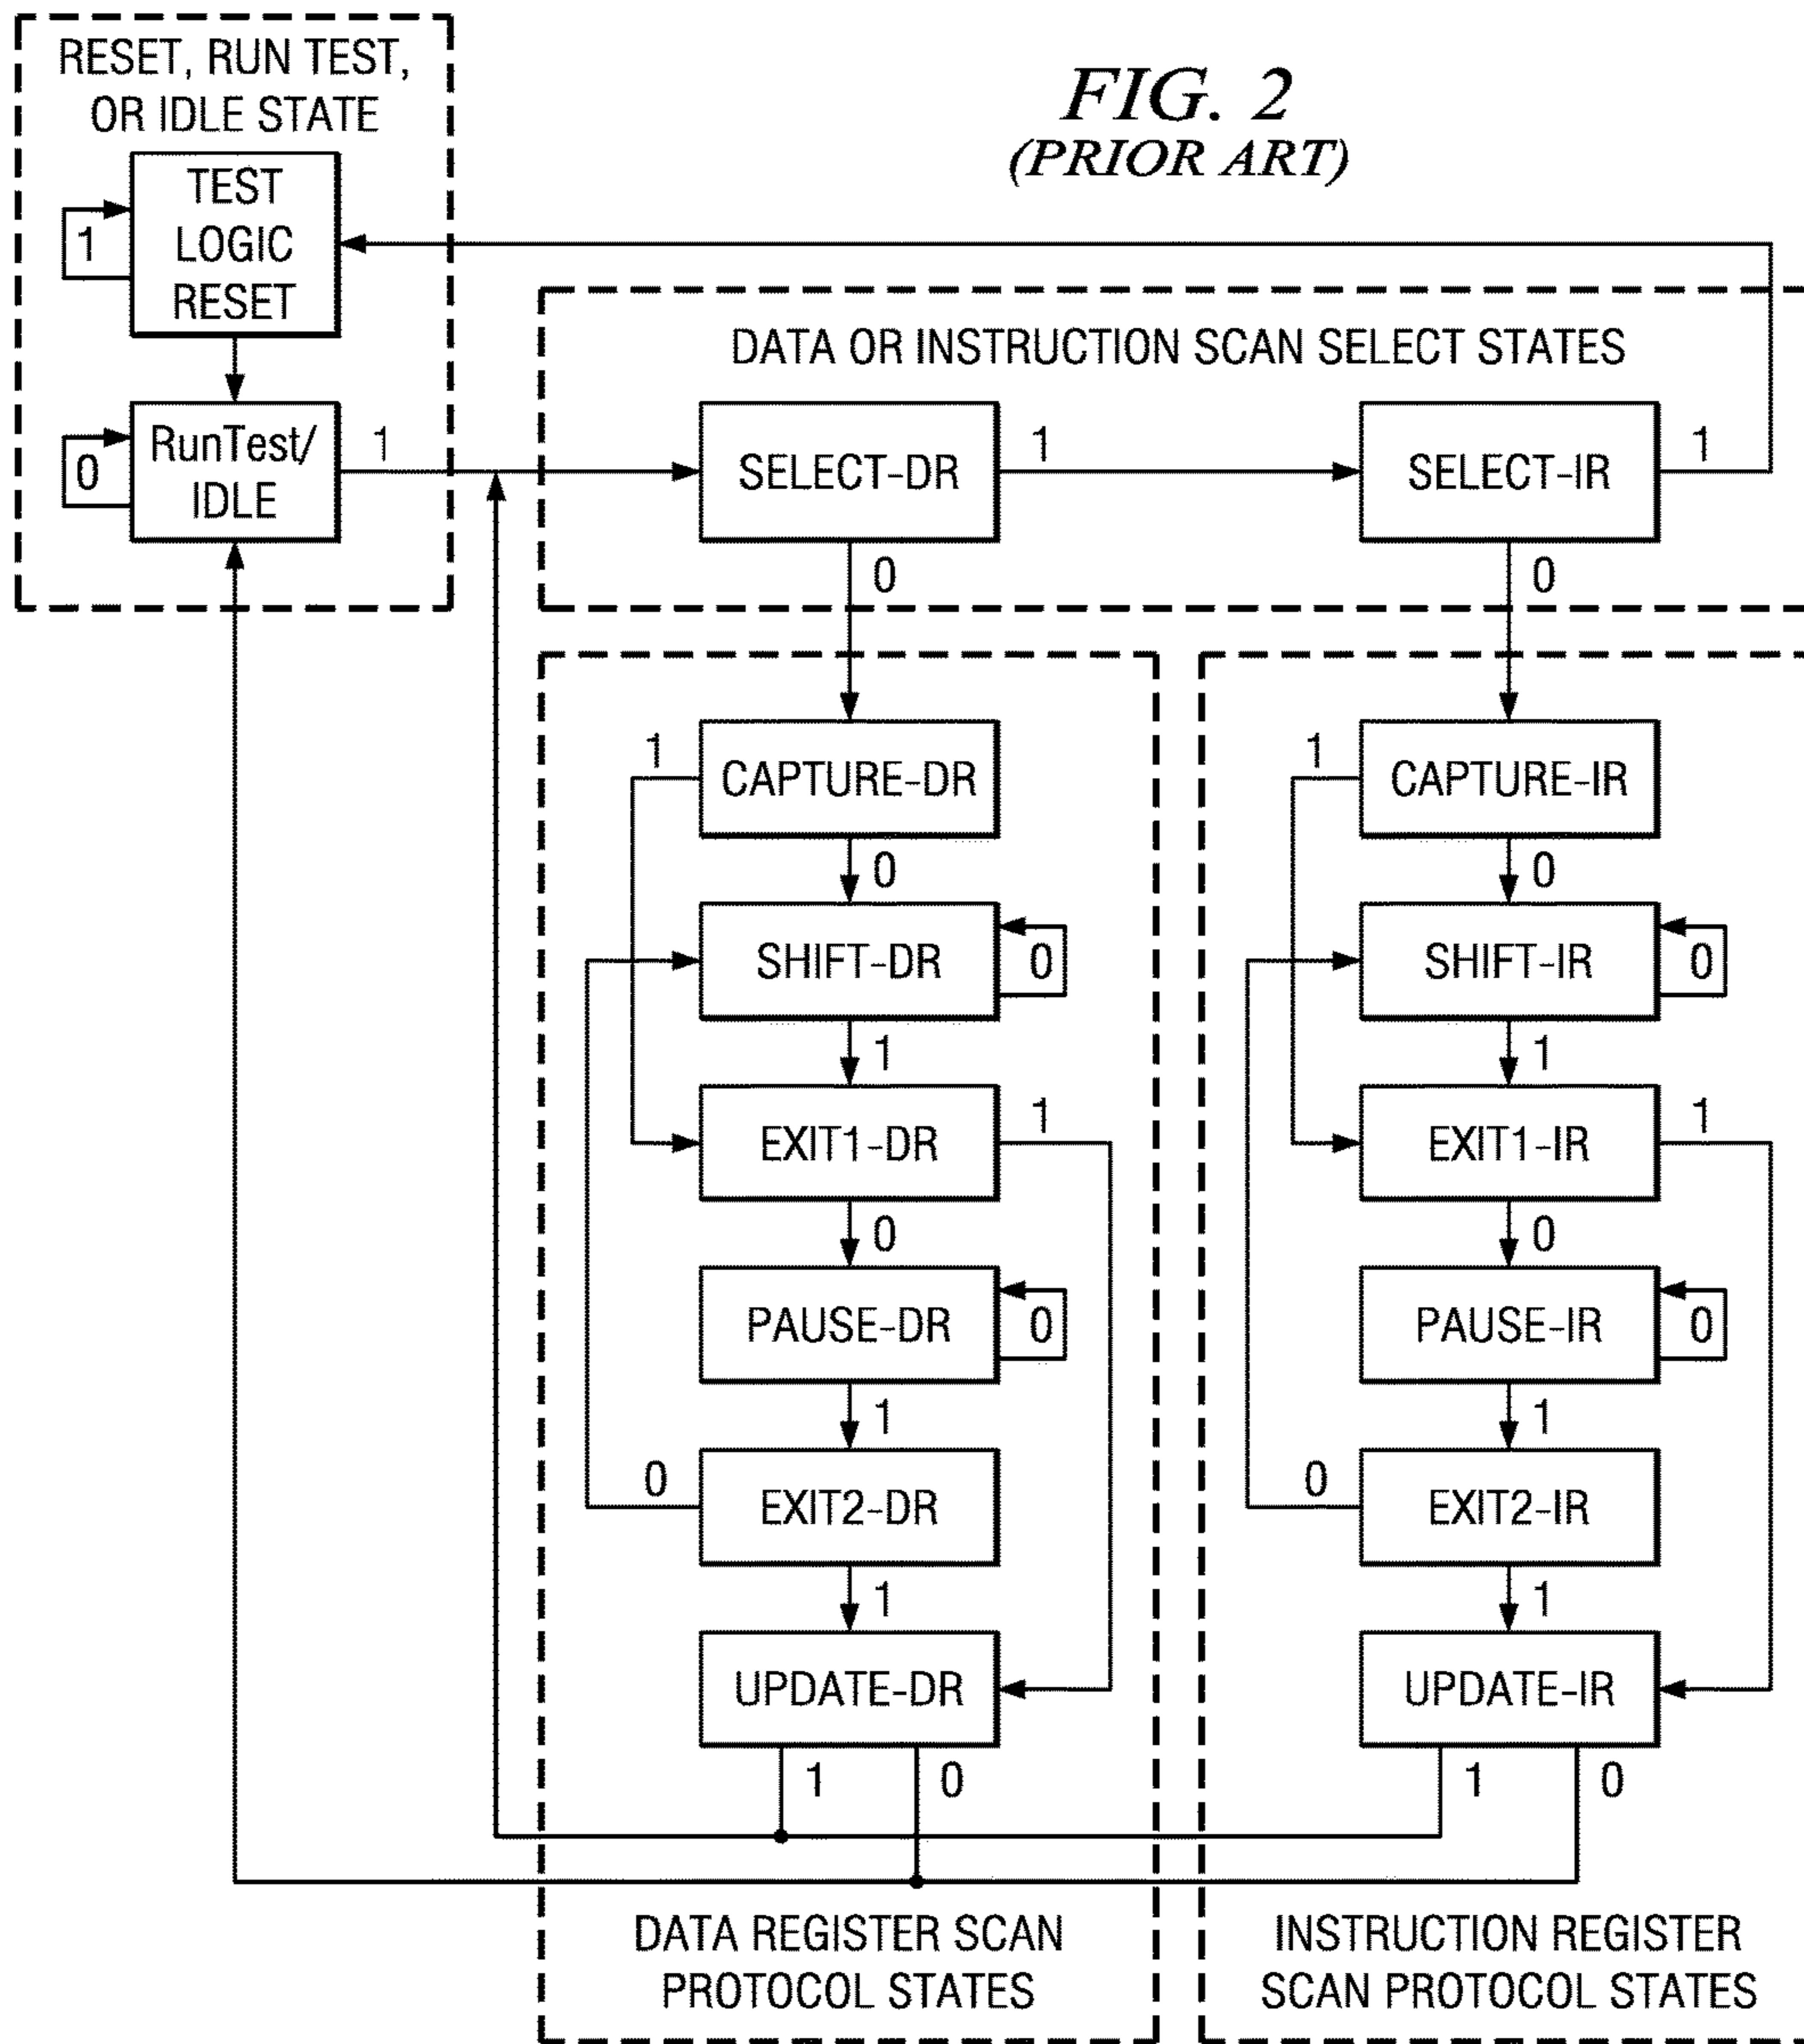 FIG. 2
(PRIOR ART)
RESET, RUN TEST,
OR IDLE STATE
TEST
LOGIC
RESET
1
RunTest/
IDLE
0
1
DATA OR INSTRUCTION SCAN SELECT STATES
SELECT-DR
1
0
SELECT-IR
1
0
CAPTURE-DR
1
0
SHIFT-DR
0
1
EXIT1-DR
1
0
PAUSE-DR
0
1
EXIT2-DR
0
1
UPDATE-DR
1
0
DATA REGISTER SCAN
PROTOCOL STATES
CAPTURE-IR
1
0
SHIFT-IR
0
1
EXIT1-IR
1
0
PAUSE-IR
0
1
EXIT2-IR
0
1
UPDATE-IR
1
0
INSTRUCTION REGISTER
SCAN PROTOCOL STATES